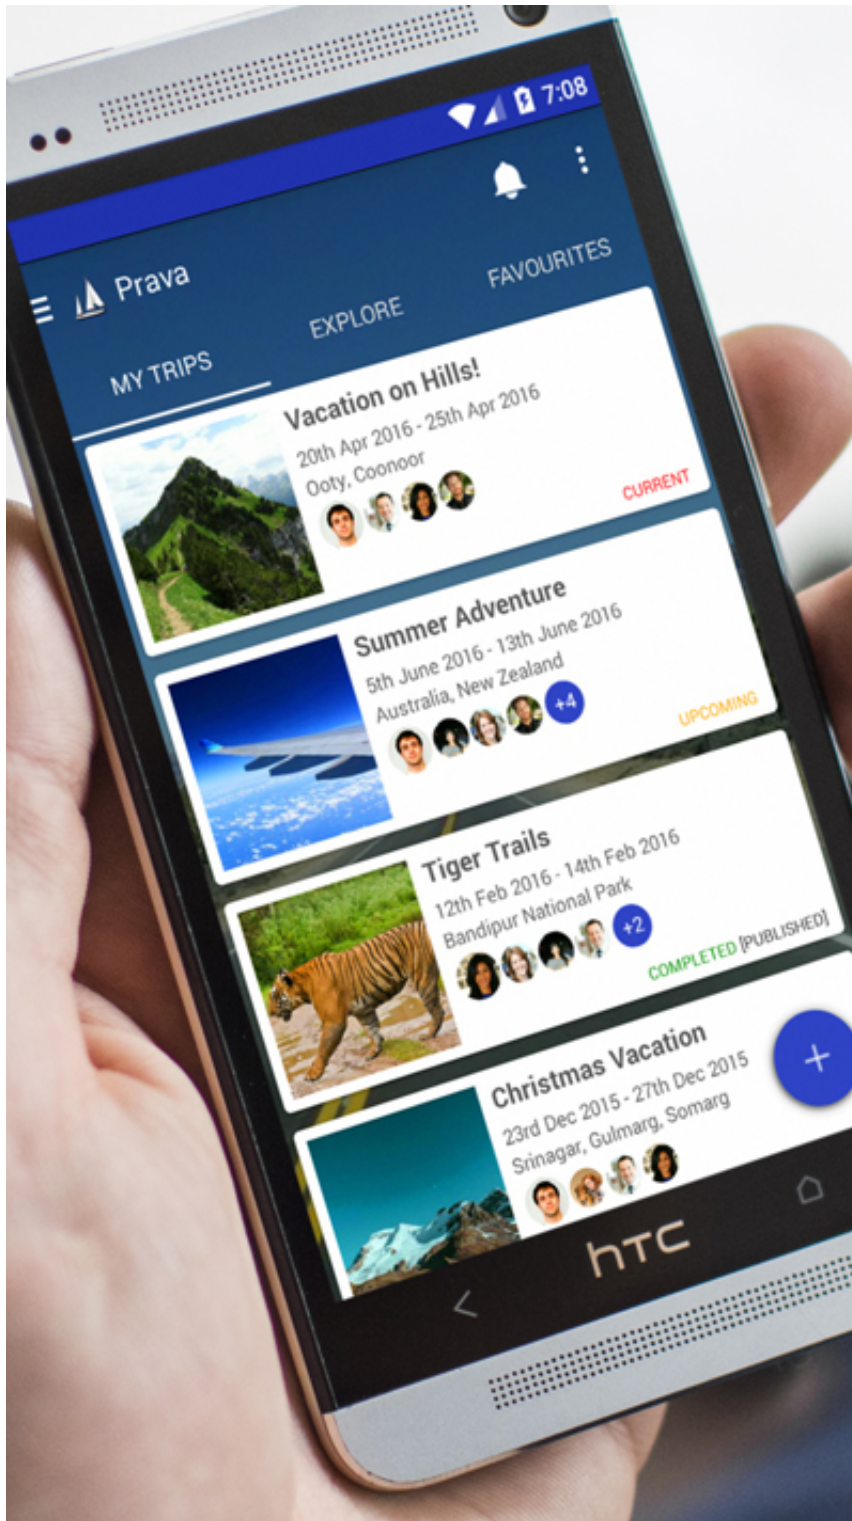 7:08
Prava
MY TRIPS
EXPLORE
FAVOURITES
Vacation on Hills!
20th Apr 2016 - 25th Apr 2016
Ooty, Coonoor
CURRENT
Summer Adventure
5th June 2016 - 13th June 2016
Australia, New Zealand
+4
UPCOMING
Tiger Trails
12th Feb 2016 - 14th Feb 2016
Bandipur National Park
+2
COMPLETED [PUBLISHED]
Christmas Vacation
23rd Dec 2015 - 27th Dec 2015
Srinagar, Gulmarg, Somarg
hTC